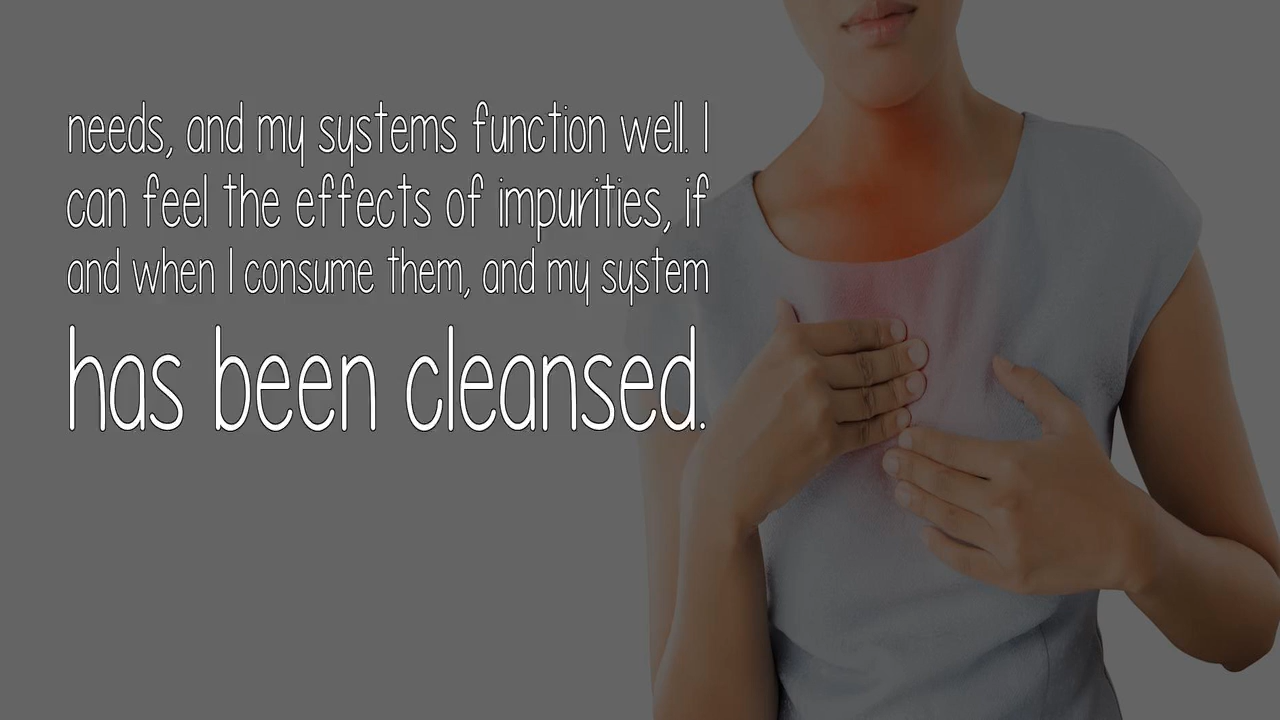 needs, and my systems function well. I
can feel the effects of impurities, if
and when I consume them, and my system
has been cleansed.